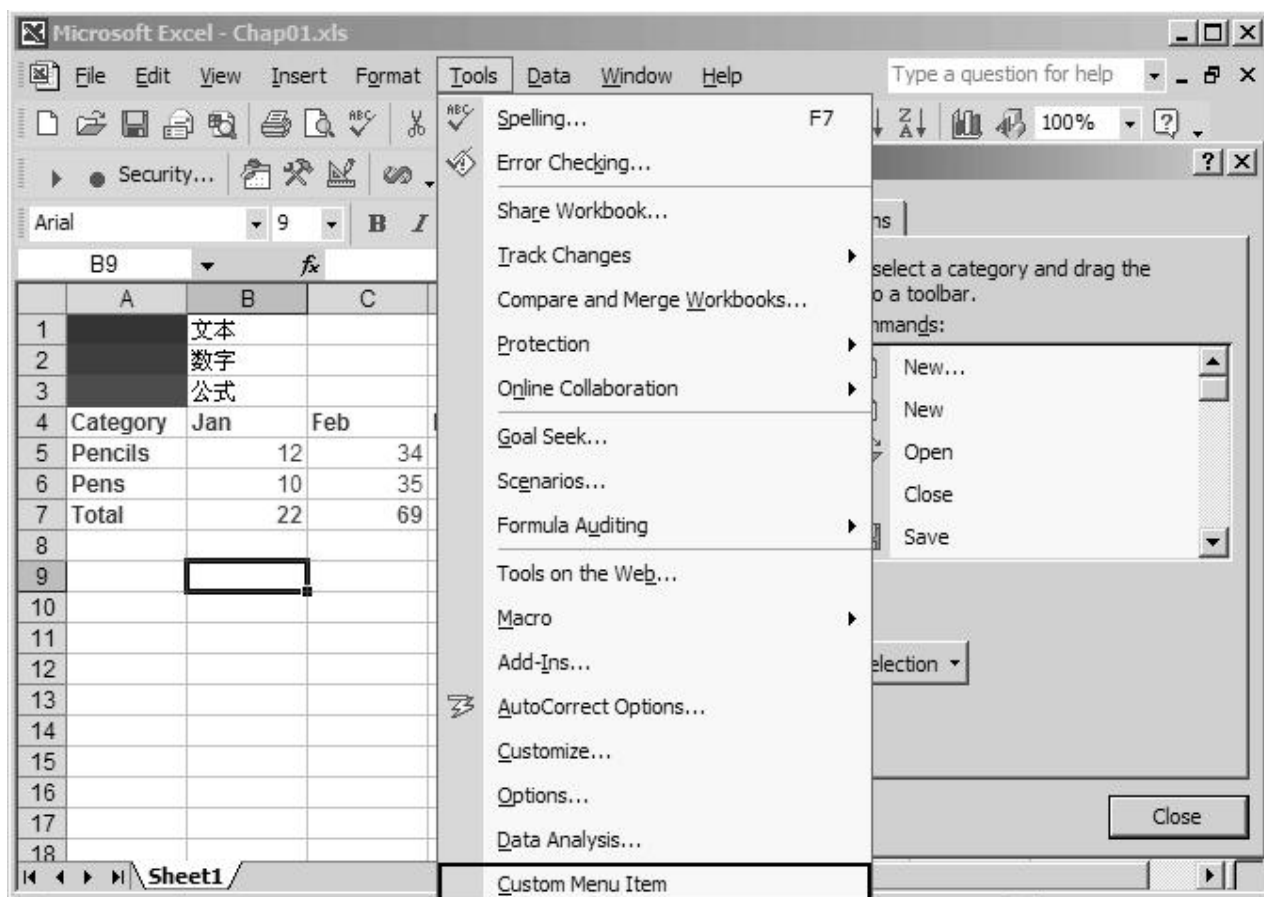 Microsoft Excel - Chap01.xls
File Edit View Insert Format Tools Data Window Help Type a question for help
100%
Security...
Arial 9 B I
B9 fx
A B C
1 文本
2 数字
3 公式
4 Category Jan Feb
5 Pencils 12 34
6 Pens 10 35
7 Total 22 69
8
9
10
11
12
13
14
15
16
17
18
Sheet1
Spelling... F7
Error Checking...
Share Workbook...
Track Changes
Compare and Merge Workbooks...
Protection
Online Collaboration
Goal Seek...
Scenarios...
Formula Auditing
Tools on the Web...
Macro
Add-Ins...
AutoCorrect Options...
Customize...
Options...
Data Analysis...
Custom Menu Item
select a category and drag the
a toolbar.
New...
New
Open
Close
Save
Close